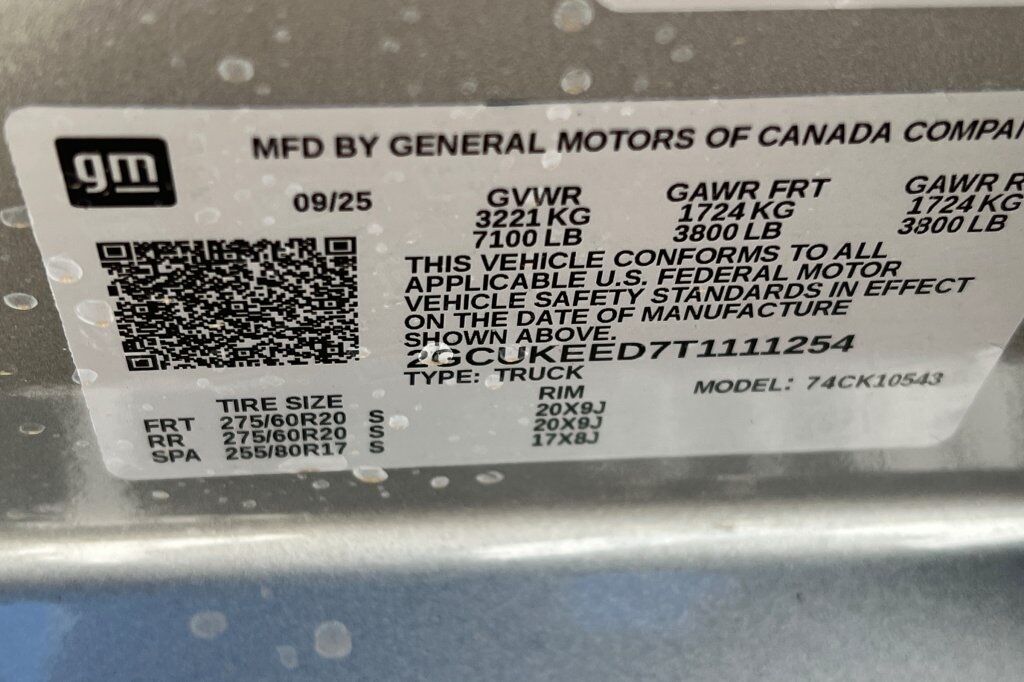 gm
MFD BY GENERAL MOTORS OF CANADA COMPAN
09/25
GVWR GAWR FRT GAWR R
3221 KG 1724 KG 1724 KG
7100 LB 3800 LB 3800 LB
THIS VEHICLE CONFORMS TO ALL
APPLICABLE U.S. FEDERAL MOTOR
VEHICLE SAFETY STANDARDS IN EFFECT
ON THE DATE OF MANUFACTURE
SHOWN ABOVE.
2GCUKEED7T1111254
TYPE: TRUCK MODEL: 74CK10543
TIRE SIZE RIM
FRT 275/60R20 S 20X9J
RR 275/60R20 S 20X9J
SPA 255/80R17 S 17X8J